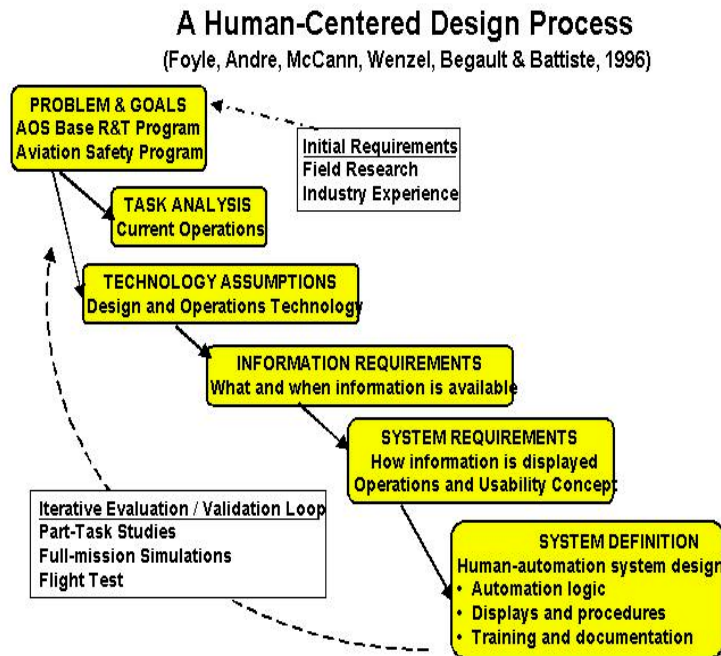 A Human-Centered Design Process
(Foyle, Andre, McCann, Wenzel, Begault & Battiste, 1996)
PROBLEM & GOALS
AOS Base R&T Program
Aviation Safety Program
Initial Requirements
Field Research
Industry Experience
TASK ANALYSIS
Current Operations
TECHNOLOGY ASSUMPTIONS
Design and Operations Technology
INFORMATION REQUIREMENTS
What and when information is available
SYSTEM REQUIREMENTS
How information is displayed
Operations and Usability Concept
Iterative Evaluation / Validation Loop
Part-Task Studies
Full-mission Simulations
Flight Test
SYSTEM DEFINITION
Human-automation system design
• Automation logic
• Displays and procedures
• Training and documentation